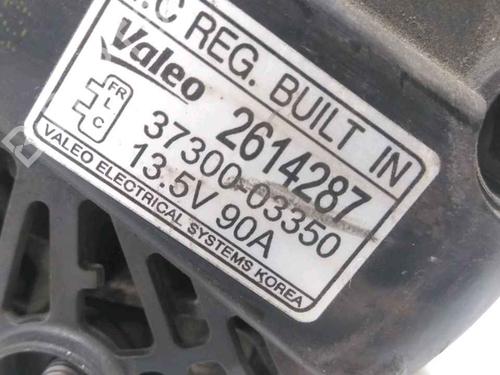 .C REG. BUILT IN
Valeo 2614287
FR
L
C
37300-03350
13.5V 90A
VALEO ELECTRICAL SYSTEMS KOREA